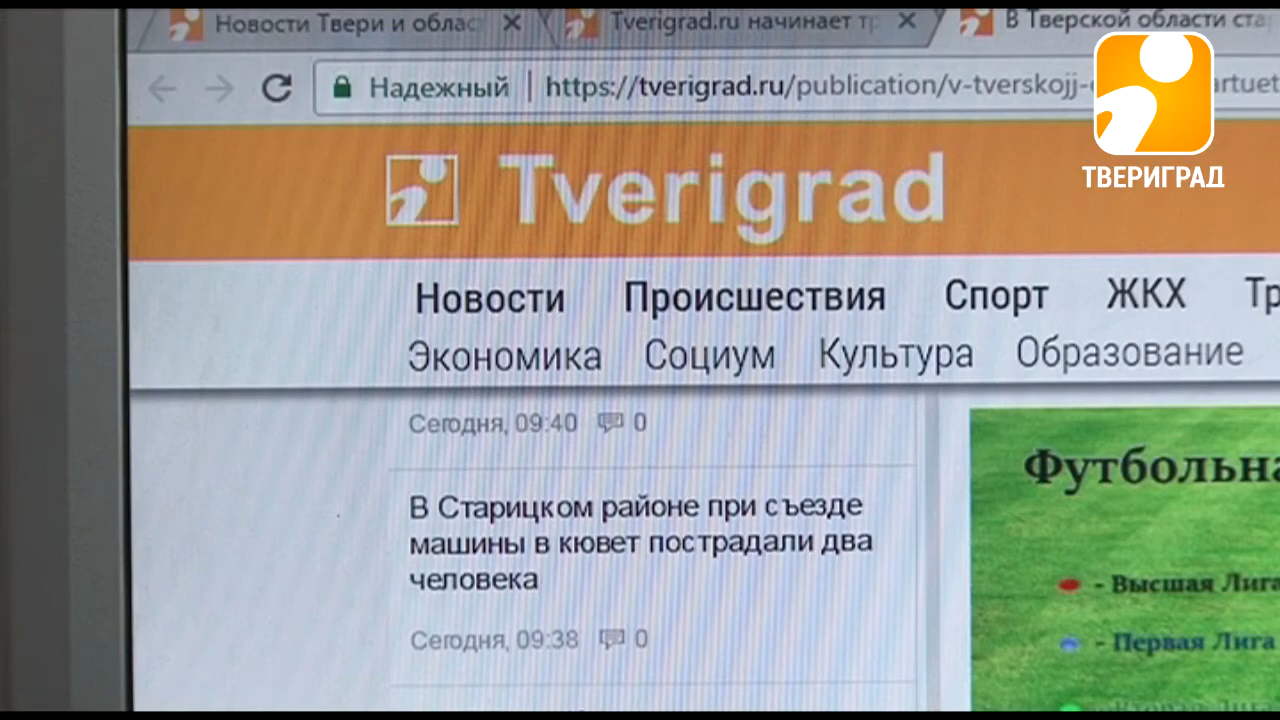 Новости Твери и облас
Tverigrad.ru начинает тр
В Тверской области ста
Надежный
https://tverigrad.ru/publication/v-tverskojj-
artuet
ТВЕРИГРАД
Tverigrad
Новости Происшествия Спорт ЖКХ Тр
Экономика Социум Культура Образование
Сегодня, 09:40 0
В Старицком районе при съезде
машины в кювет пострадали два
человека
Сегодня, 09:38 0
Футбольна
- Высшая Лига
- Первая Лига
- Вторая Лига